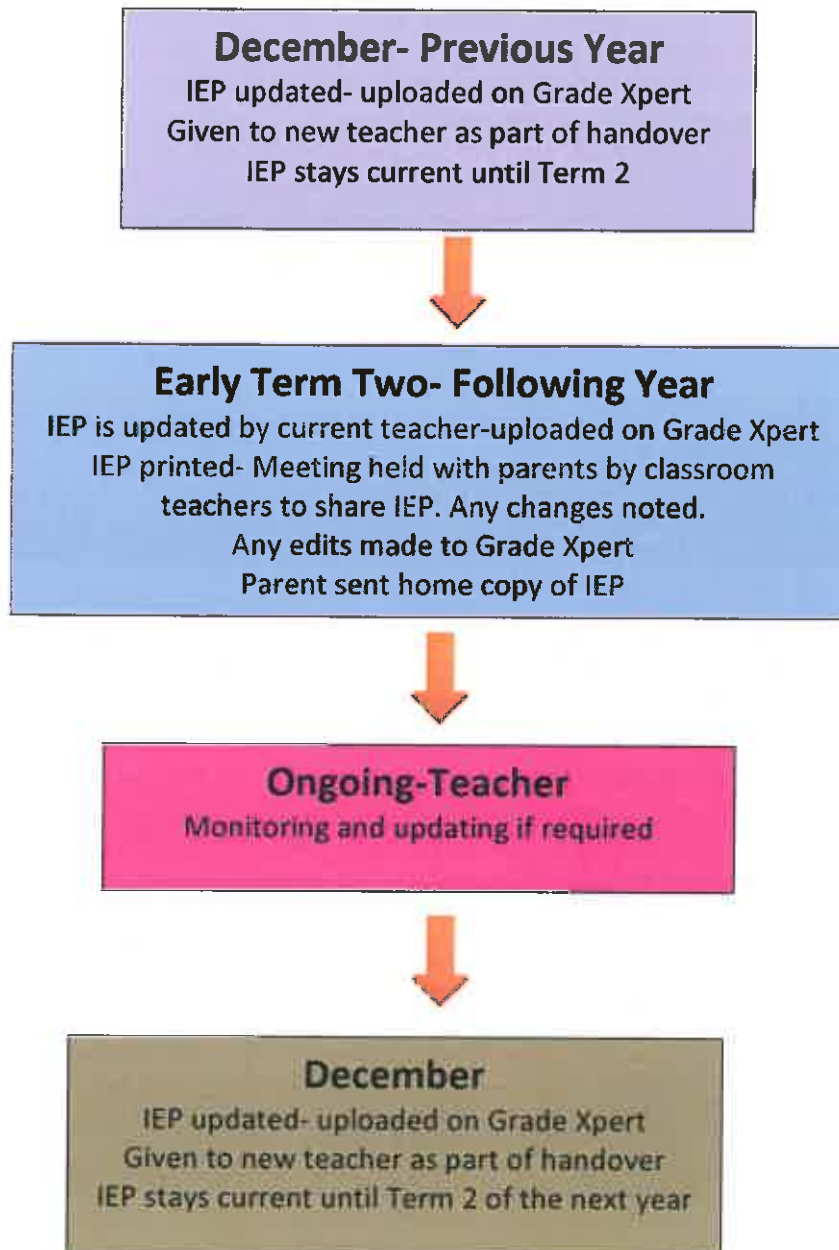 December- Previous Year
IEP updated- uploaded on Grade Xpert
Given to new teacher as part of handover
IEP stays current until Term 2
Early Term Two- Following Year
IEP is updated by current teacher-uploaded on Grade Xpert
IEP printed- Meeting held with parents by classroom
teachers to share IEP. Any changes noted.
Any edits made to Grade Xpert
Parent sent home copy of IEP
Ongoing-Teacher
Monitoring and updating if required
December
IEP updated- uploaded on Grade Xpert
Given to new teacher as part of handover
IEP stays current until Term 2 of the next year